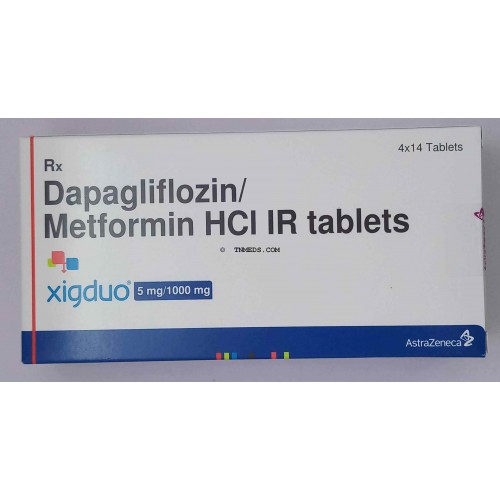 4x14 Tablets
Rx
Dapagliflozin/
Metformin HCl IR tablets
© TNMEDS.COM
xigduo® 5 mg/1000 mg
AstraZeneca